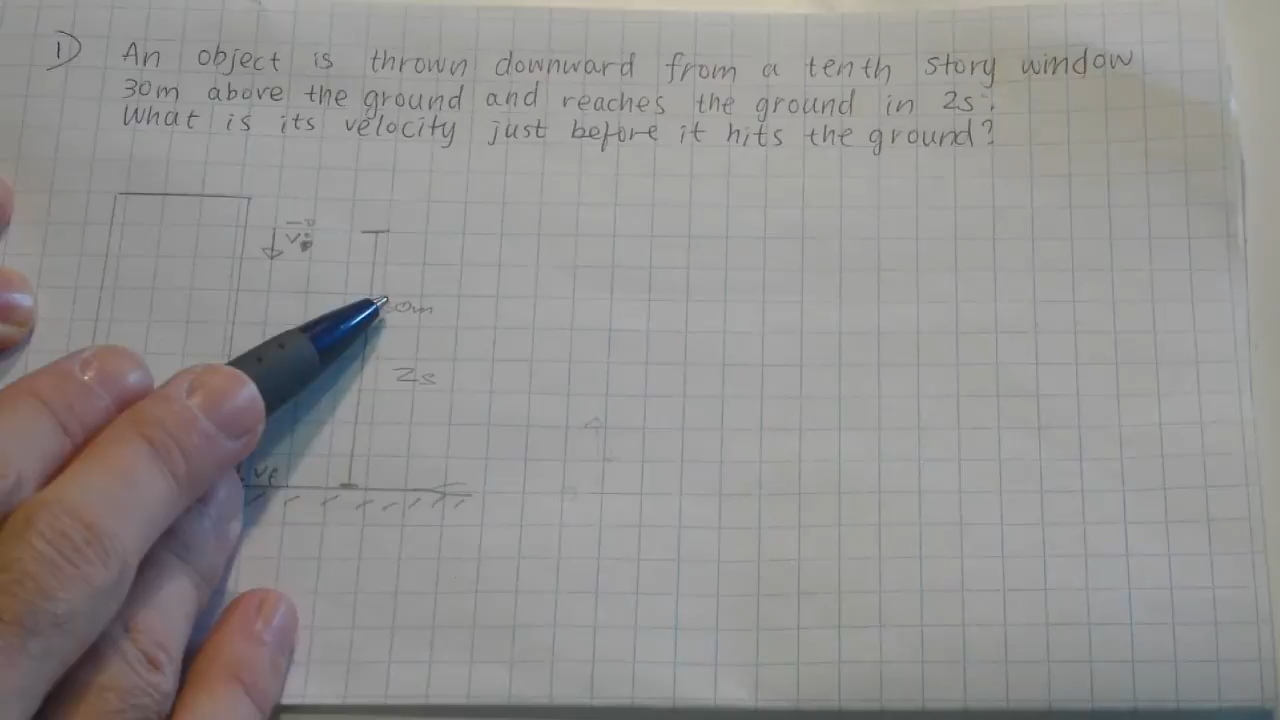 1) An object is thrown downward from a tenth story window
30m above the ground and reaches the ground in 2s.
What is its velocity just before it hits the ground?
2s